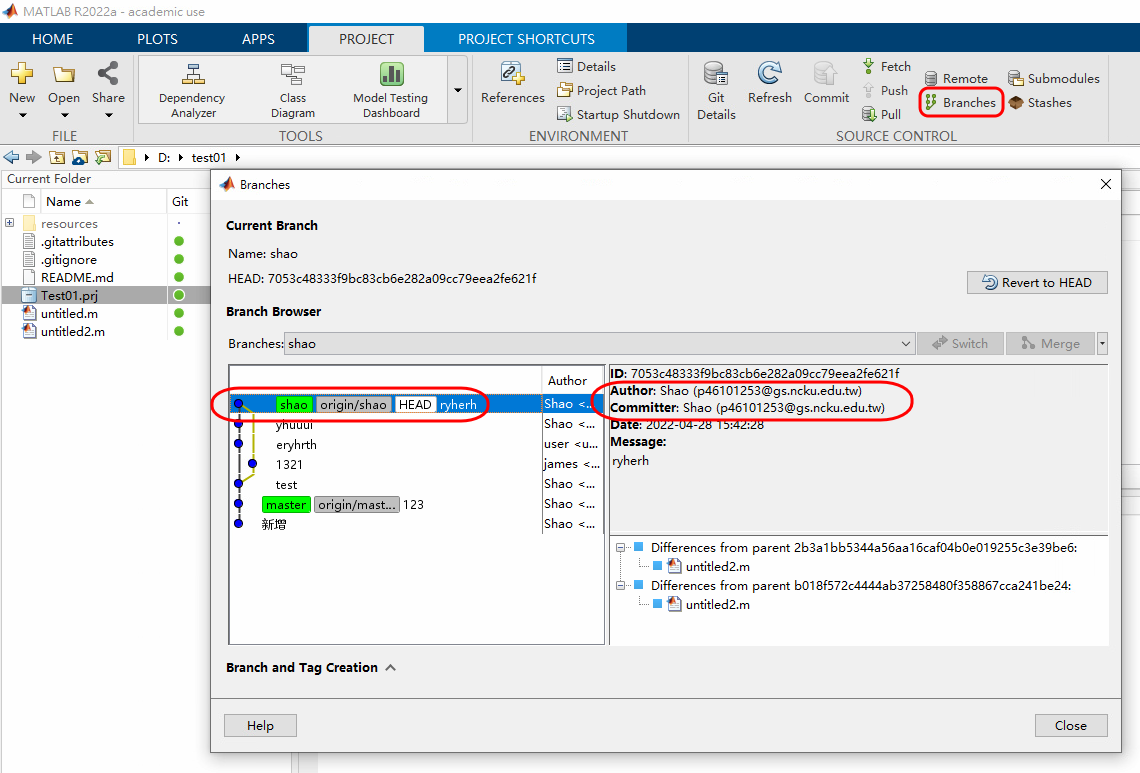 MATLAB R2022a - academic use
HOME PLOTS APPS PROJECT PROJECT SHORTCUTS
New Open Share
FILE
Dependency Analyzer
Class Diagram
Model Testing Dashboard
TOOLS
References
Details
Project Path
Startup Shutdown
ENVIRONMENT
Git Details
Refresh
Commit
Fetch
Push
Pull
Remote
Branches
Submodules
Stashes
SOURCE CONTROL
D: test01
Current Folder
Name Git
resources
.gitattributes
.gitignore
README.md
Test01.prj
untitled.m
untitled2.m
Branches
Current Branch
Name: shao
HEAD: 7053c48333f9bc83cb6e282a09cc79eea2fe621f
Revert to HEAD
Branch Browser
Branches: shao
Switch
Merge
Author
shao origin/shao HEAD ryherh Shao <...
yhuuui Shao <...
eryhrth user <u...
1321 james <...
test Shao <...
master origin/mast... 123 Shao <...
新增 Shao <...
ID: 7053c48333f9bc83cb6e282a09cc79eea2fe621f
Author: Shao (p46101253@gs.ncku.edu.tw)
Committer: Shao (p46101253@gs.ncku.edu.tw)
Date: 2022-04-28 15:42:28
Message:
ryherh
Differences from parent 2b3a1bb5344a56aa16caf04b0e019255c3e39be6:
untitled2.m
Differences from parent b018f572c4444ab37258480f358867cca241be24:
untitled2.m
Branch and Tag Creation
Help
Close